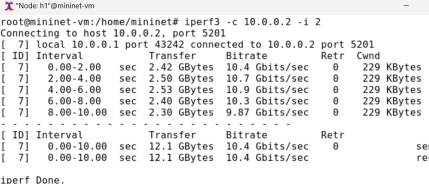 "Node: h1"@mininet-vm
root@mininet-vm:/home/mininet# iperf3 -c 10.0.0.2 -i 2
Connecting to host 10.0.0.2, port 5201
[  7] local 10.0.0.1 port 43242 connected to 10.0.0.2 port 5201
[ ID] Interval           Transfer     Bitrate         Retr  Cwnd
[  7]   0.00-2.00   sec  2.42 GBytes  10.4 Gbits/sec    0    229 KBytes
[  7]   2.00-4.00   sec  2.50 GBytes  10.7 Gbits/sec    0    229 KBytes
[  7]   4.00-6.00   sec  2.53 GBytes  10.9 Gbits/sec    0    229 KBytes
[  7]   6.00-8.00   sec  2.40 GBytes  10.3 Gbits/sec    0    229 KBytes
[  7]   8.00-10.00  sec  2.30 GBytes  9.87 Gbits/sec    0    229 KBytes
- - - - - - - - - - - - - - - - - - - - - - - - -
[ ID] Interval           Transfer     Bitrate         Retr
[  7]   0.00-10.00  sec  12.1 GBytes  10.4 Gbits/sec    0             se
[  7]   0.00-10.00  sec  12.1 GBytes  10.4 Gbits/sec                  re
iperf Done.